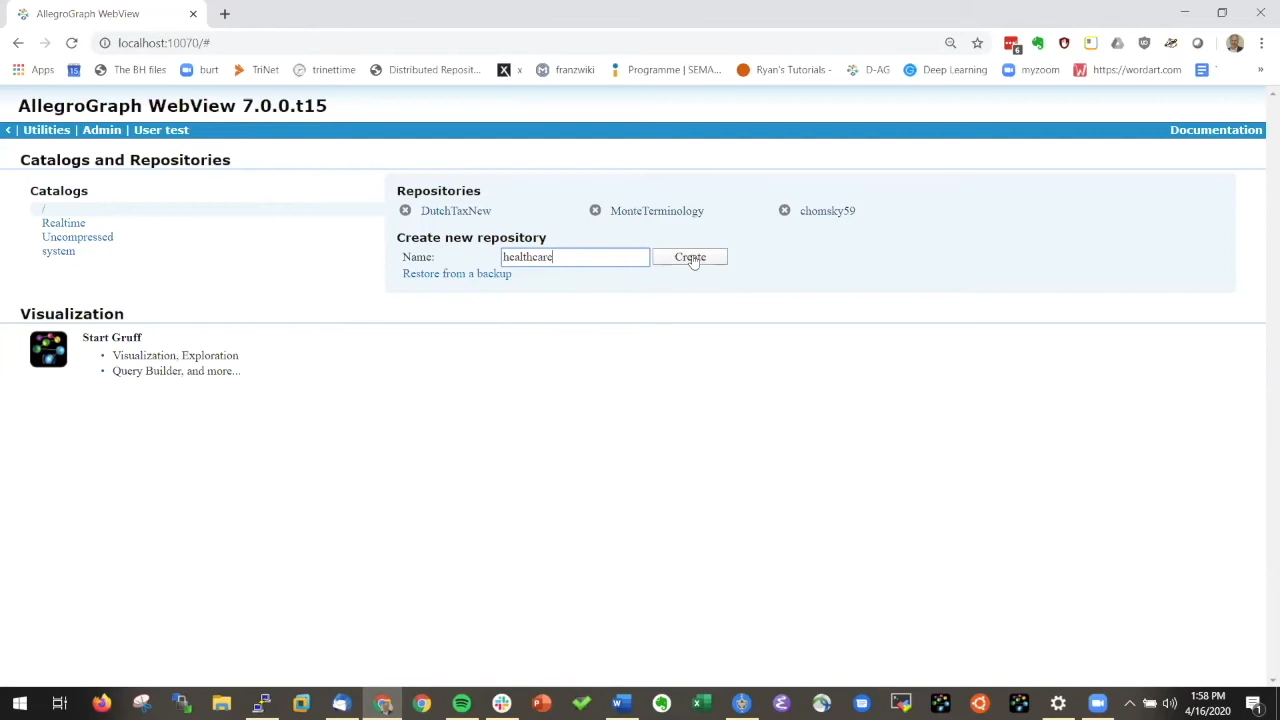 AllegroGraph WebView
localhost:10070/#
6
Apps
15
The BH files
burt
TriNet
trinettime
Distributed Reposit...
x
franzwiki
Programme | SEMA...
Ryan's Tutorials -
D-AG
Deep Learning
myzoom
https://wordart.com
»
AllegroGraph WebView 7.0.0.t15
‹ | Utilities | Admin | User test
Documentation
Catalogs and Repositories
Catalogs
/
Realtime
Uncompressed
system
Repositories
DutchTaxNew
MonteTerminology
chomsky59
Create new repository
Name:
healthcare
Create
Restore from a backup
Visualization
Start Gruff
• Visualization, Exploration
• Query Builder, and more...
1:58 PM
4/16/2020
1